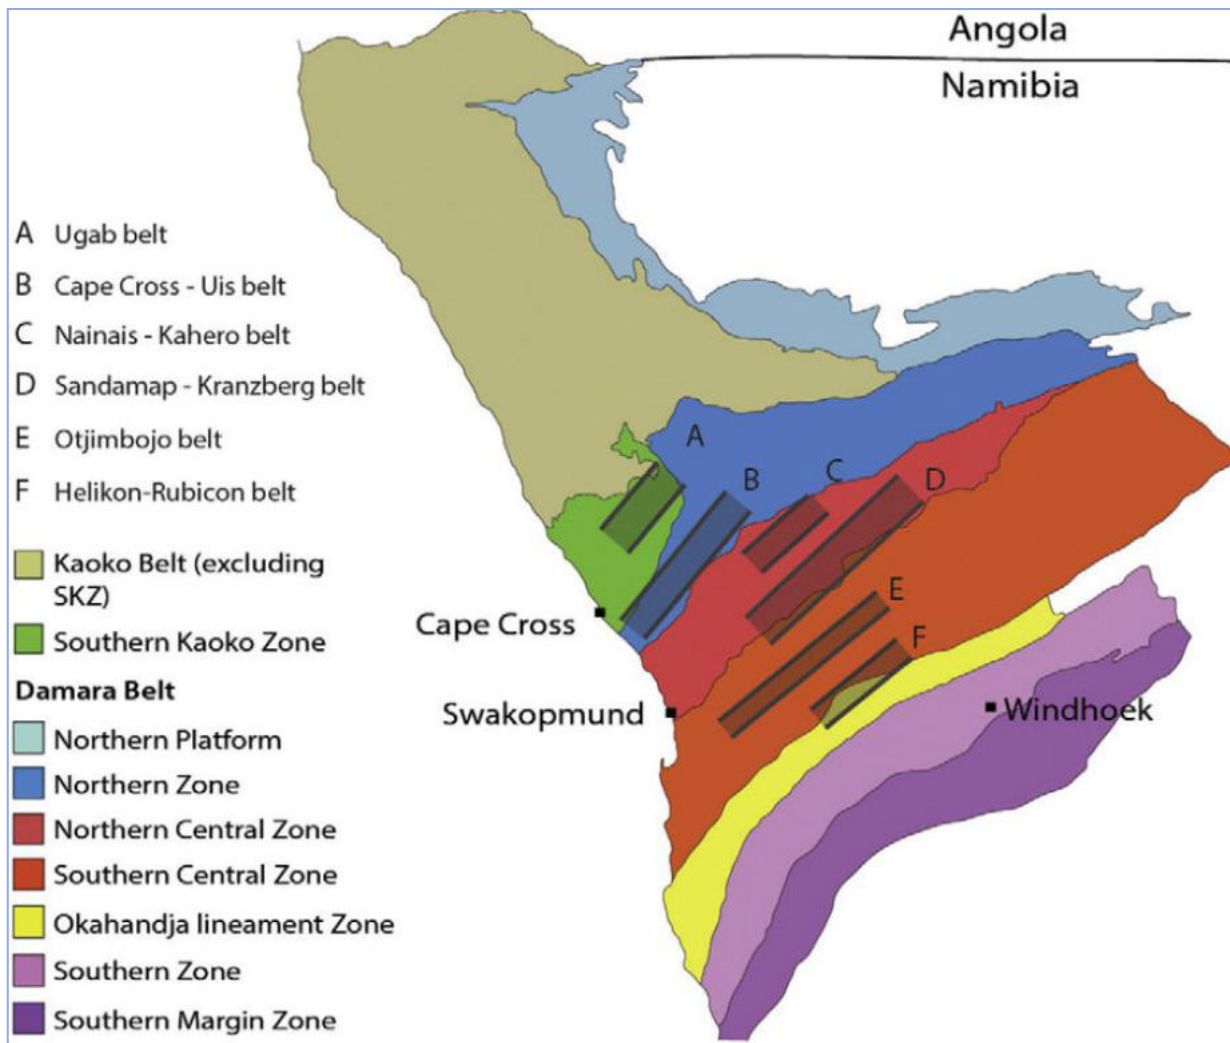 Angola
Namibia
A Ugab belt
B Cape Cross - Uis belt
C Nainais - Kahero belt
D Sandamap - Kranzberg belt
E Otjimbojo belt
F Helikon-Rubicon belt
Kaoko Belt (excluding
SKZ)
Southern Kaoko Zone
Damara Belt
Northern Platform
Northern Zone
Northern Central Zone
Southern Central Zone
Okahandja lineament Zone
Southern Zone
Southern Margin Zone
A
B
C
D
E
F
Cape Cross
Swakopmund
Windhoek